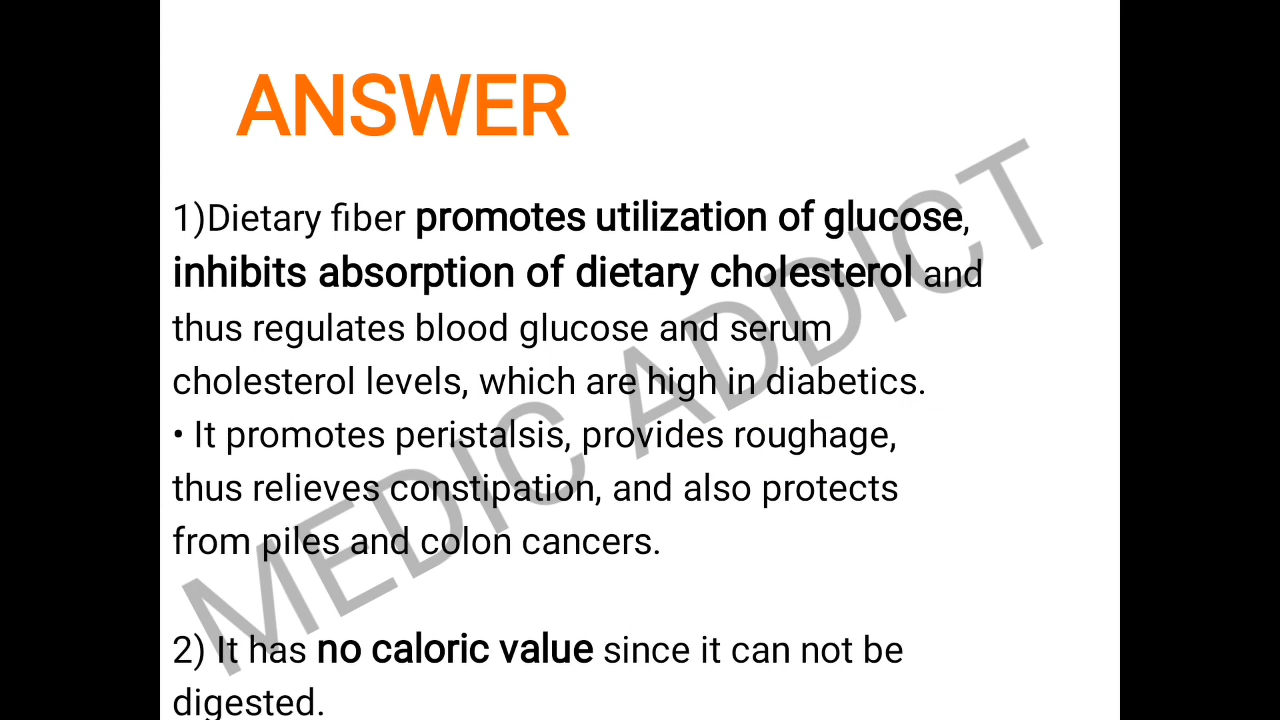 ANSWER
1)Dietary fiber promotes utilization of glucose,
inhibits absorption of dietary cholesterol and
thus regulates blood glucose and serum
cholesterol levels, which are high in diabetics.
• It promotes peristalsis, provides roughage,
thus relieves constipation, and also protects
from piles and colon cancers.
2) It has no caloric value since it can not be
digested.
MEDIC ADDICT